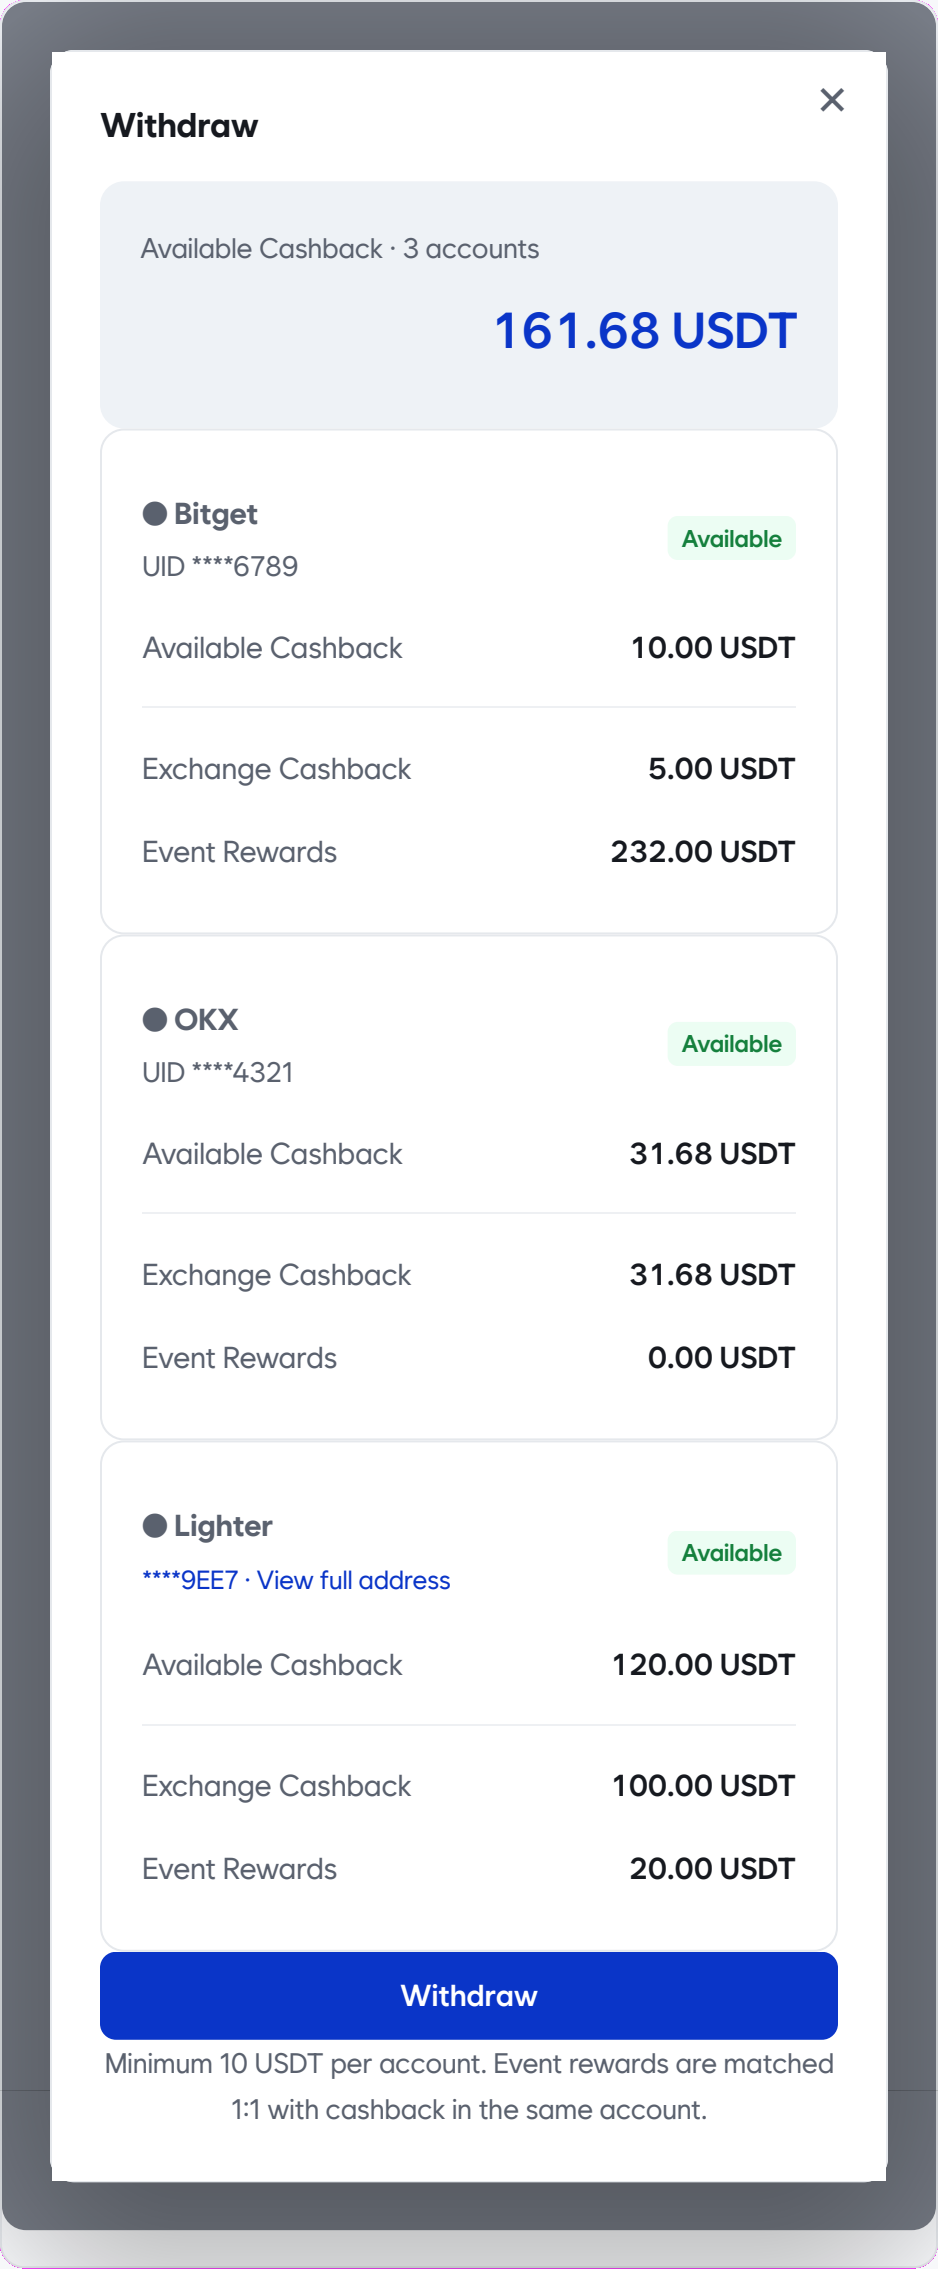 Withdraw
Available Cashback · 3 accounts
161.68 USDT
Bitget
Available
UID ****6789
Available Cashback 10.00 USDT
Exchange Cashback 5.00 USDT
Event Rewards 232.00 USDT
OKX
Available
UID ****4321
Available Cashback 31.68 USDT
Exchange Cashback 31.68 USDT
Event Rewards 0.00 USDT
Lighter
Available
****9EE7 · View full address
Available Cashback 120.00 USDT
Exchange Cashback 100.00 USDT
Event Rewards 20.00 USDT
Withdraw
Minimum 10 USDT per account. Event rewards are matched
1:1 with cashback in the same account.